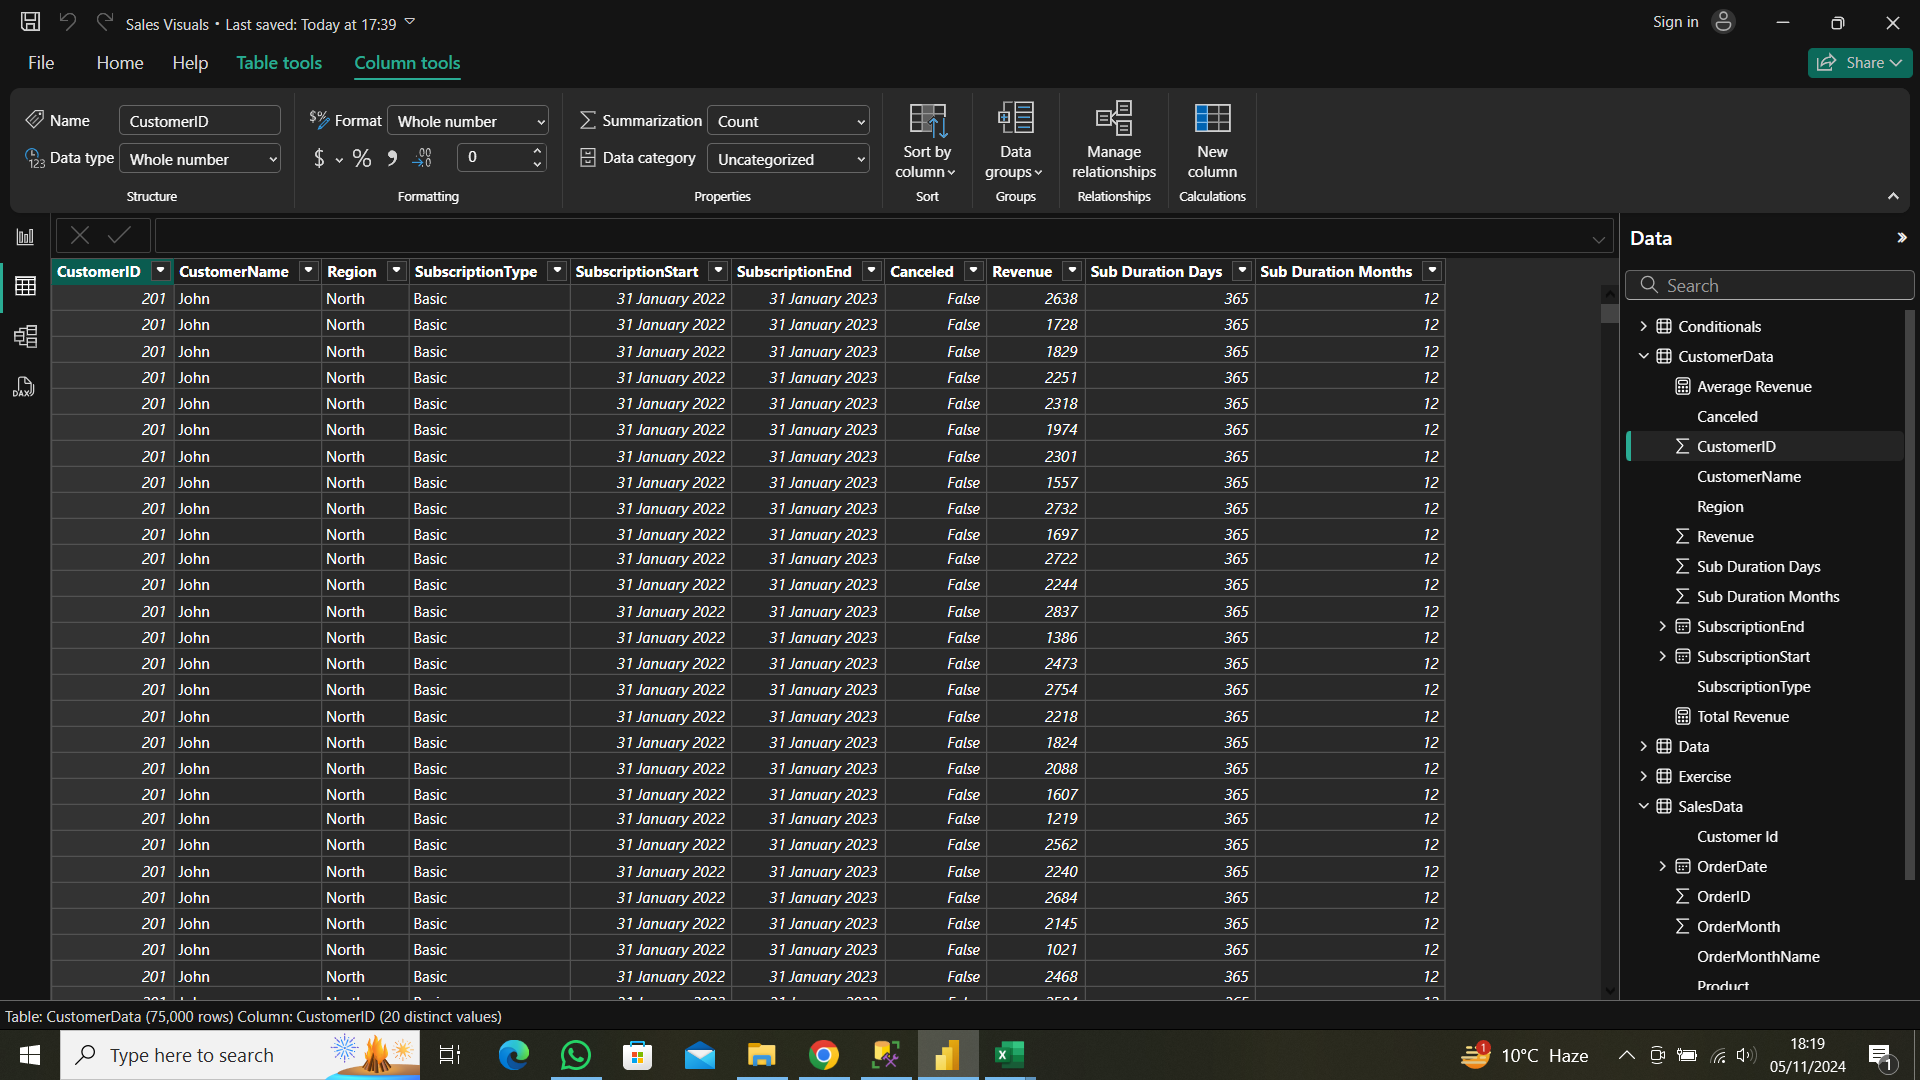 Sales Visuals • Last saved: Today at 17:39
Sign in
File Home Help Table tools Column tools
Share
Name CustomerID
Data type Whole number
Structure
$% Format Whole number
$ % 9 .00 0
Formatting
Summarization Count
Data category Uncategorized
Properties
Sort by column
Sort
Data groups
Groups
Manage relationships
Relationships
New column
Calculations
DAX
CustomerID CustomerName Region SubscriptionType SubscriptionStart SubscriptionEnd Canceled Revenue Sub Duration Days Sub Duration Months
201 John North Basic 31 January 2022 31 January 2023 False 2638 365 12
201 John North Basic 31 January 2022 31 January 2023 False 1728 365 12
201 John North Basic 31 January 2022 31 January 2023 False 1829 365 12
201 John North Basic 31 January 2022 31 January 2023 False 2251 365 12
201 John North Basic 31 January 2022 31 January 2023 False 2318 365 12
201 John North Basic 31 January 2022 31 January 2023 False 1974 365 12
201 John North Basic 31 January 2022 31 January 2023 False 2301 365 12
201 John North Basic 31 January 2022 31 January 2023 False 1557 365 12
201 John North Basic 31 January 2022 31 January 2023 False 2732 365 12
201 John North Basic 31 January 2022 31 January 2023 False 1697 365 12
201 John North Basic 31 January 2022 31 January 2023 False 2722 365 12
201 John North Basic 31 January 2022 31 January 2023 False 2244 365 12
201 John North Basic 31 January 2022 31 January 2023 False 2837 365 12
201 John North Basic 31 January 2022 31 January 2023 False 1386 365 12
201 John North Basic 31 January 2022 31 January 2023 False 2473 365 12
201 John North Basic 31 January 2022 31 January 2023 False 2754 365 12
201 John North Basic 31 January 2022 31 January 2023 False 2218 365 12
201 John North Basic 31 January 2022 31 January 2023 False 1824 365 12
201 John North Basic 31 January 2022 31 January 2023 False 2088 365 12
201 John North Basic 31 January 2022 31 January 2023 False 1607 365 12
201 John North Basic 31 January 2022 31 January 2023 False 1219 365 12
201 John North Basic 31 January 2022 31 January 2023 False 2562 365 12
201 John North Basic 31 January 2022 31 January 2023 False 2240 365 12
201 John North Basic 31 January 2022 31 January 2023 False 2684 365 12
201 John North Basic 31 January 2022 31 January 2023 False 2145 365 12
201 John North Basic 31 January 2022 31 January 2023 False 1021 365 12
201 John North Basic 31 January 2022 31 January 2023 False 2468 365 12
Data
Search
Conditionals
CustomerData
Average Revenue
Canceled
CustomerID
CustomerName
Region
Revenue
Sub Duration Days
Sub Duration Months
SubscriptionEnd
SubscriptionStart
SubscriptionType
Total Revenue
Data
Exercise
SalesData
Customer Id
OrderDate
OrderID
OrderMonth
OrderMonthName
Product
Table: CustomerData (75,000 rows) Column: CustomerID (20 distinct values)
Type here to search
1 10°C Haze
18:19
05/11/2024
1